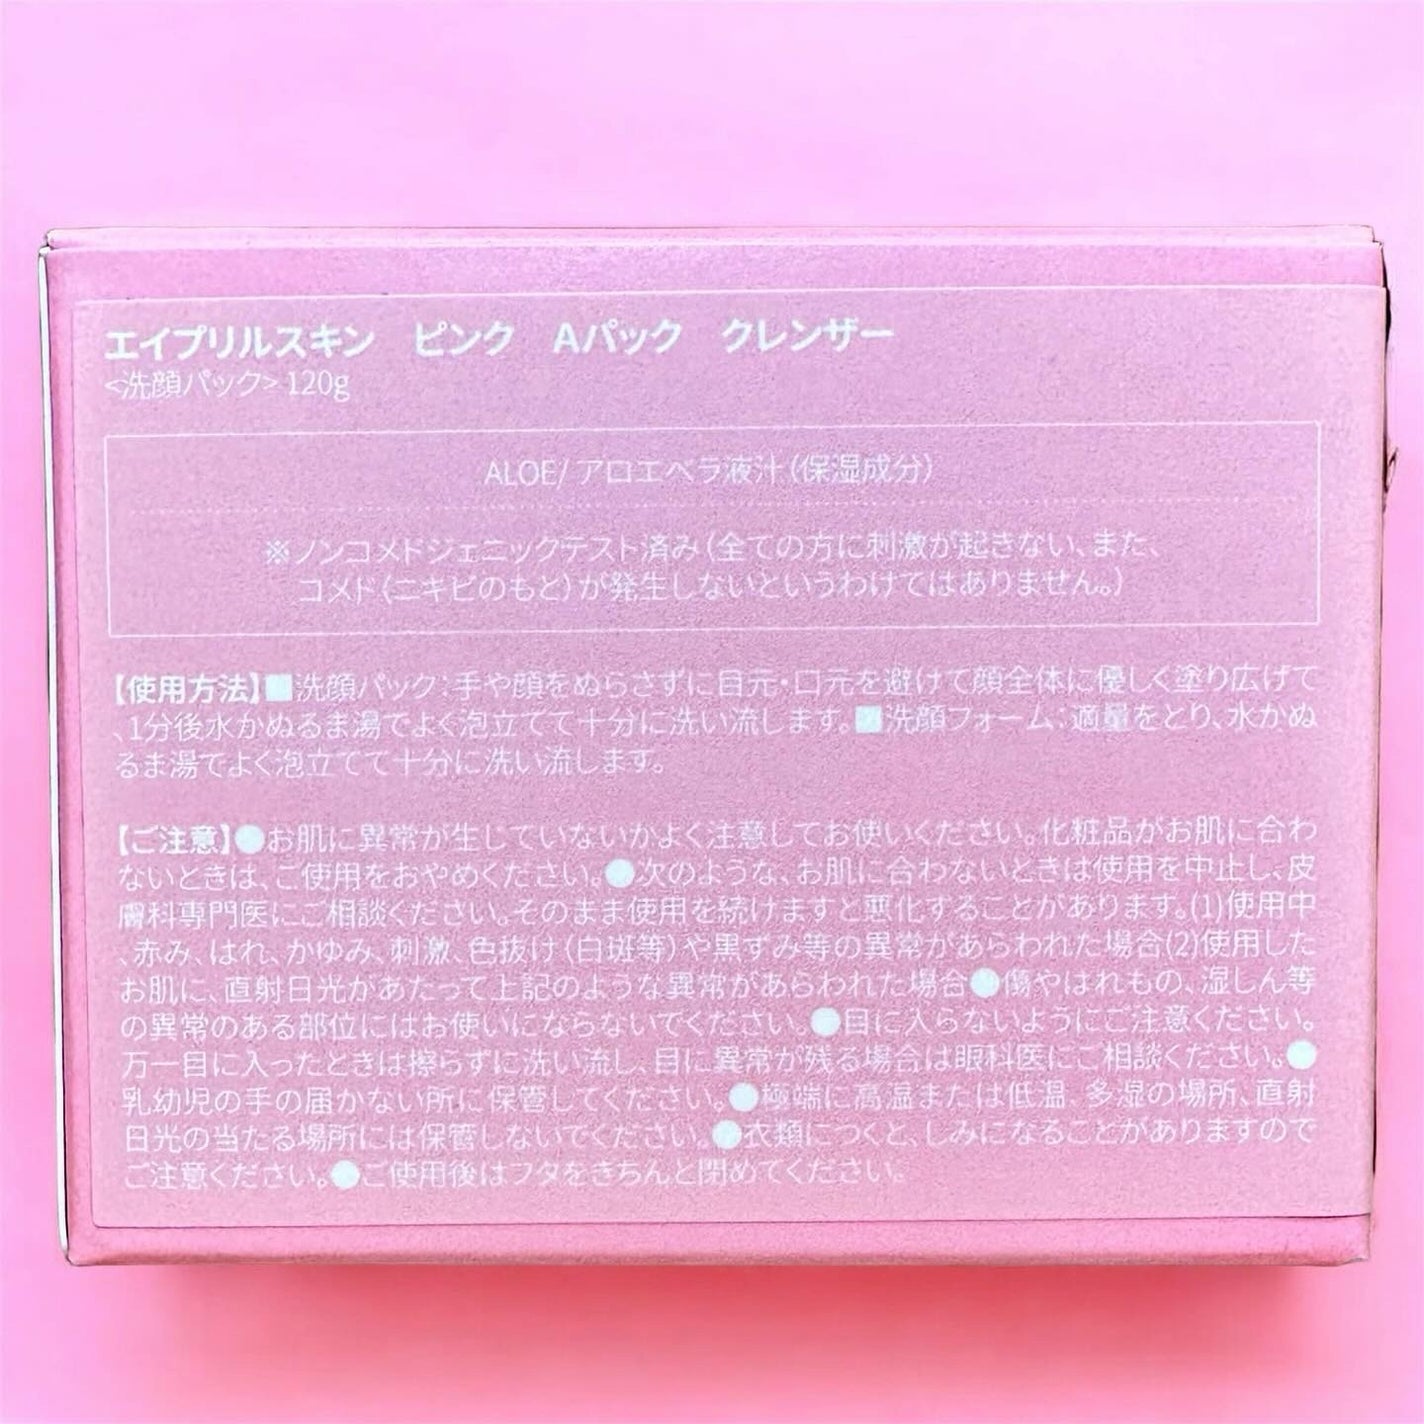 エイプリルスキン　ピンク　Aパック　クレンザー
<洗顔パック> 120g
ALOE/ アロエベラ液汁（保湿成分）
※ノンコメドジェニックテスト済み（全ての方に刺激が起きない、また、
コメド（ニキビのもと）が発生しないというわけてはありません。）
【使用方法】■洗顔パック：手や顔をぬらさずに目元・口元を避けて顔全体に優しく塗り広げて
、1分後水かぬるま湯でよく泡立てて十分に洗い流します。■洗顔フォーム：適量をとり、水かぬ
るま湯でよく泡立てて十分に洗い流します。
【ご注意】●お肌に異常が生じていないかよく注意してお使いください。化粧品がお肌に合わ
ないときは、ご使用をおやめください。●次のような、お肌に合わないときは使用を中止し、皮
膚科専門医にご相談ください。そのまま使用を続けますと悪化することがあります。(1)使用中
、赤み、はれ、かゆみ、刺激、色抜け（白斑等）や黒ずみ等の異常があらわれた場合(2)使用した
お肌に、直射日光があたって上記のような異常があらわれた場合●傷やはれもの、湿しん等
の異常のある部位にはお使いにならないでください。●目に入らないようにご注意ください。
万一目に入ったときは擦らずに洗い流し、目に異常が残る場合は眼科医にご相談ください。●
乳幼児の手の届かない所に保管してください。●極端に高温または低温、多湿の場所、直射
日光の当たる場所には保管しないでください。●衣類につくと、しみになることがありますので
ご注意ください。●ご使用後はフタをきちんと閉めてください。